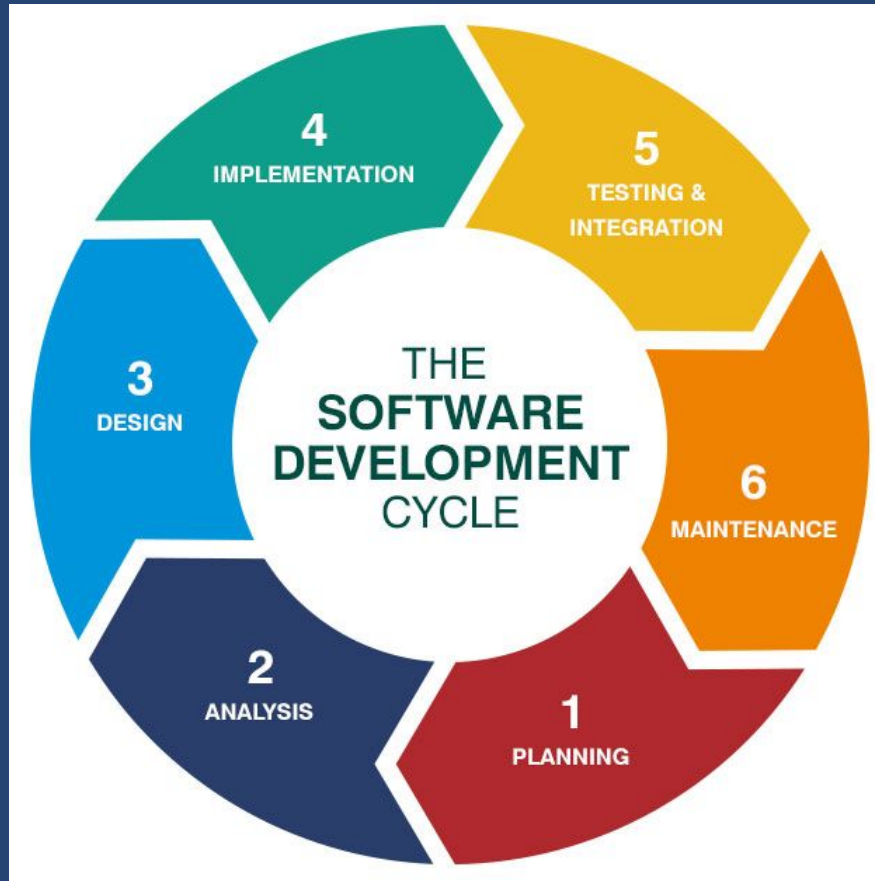 THE
SOFTWARE
DEVELOPMENT
CYCLE
1
PLANNING
2
ANALYSIS
3
DESIGN
4
IMPLEMENTATION
5
TESTING &
INTEGRATION
6
MAINTENANCE